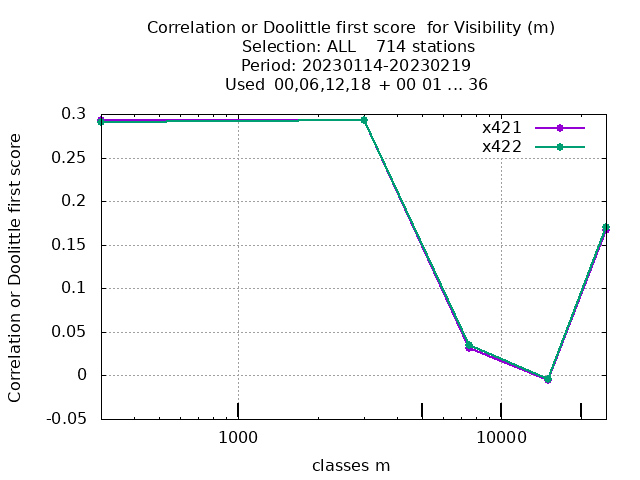 Correlation or Doolittle first score  for Visibility (m)
Selection: ALL    714 stations
Period: 20230114-20230219
Used  00,06,12,18  + 00 01 ... 36
0.3
x421
x422
0.25
0.2
0.15
0.1
0.05
0
-0.05
Correlation or Doolittle first score
1000
10000
classes m